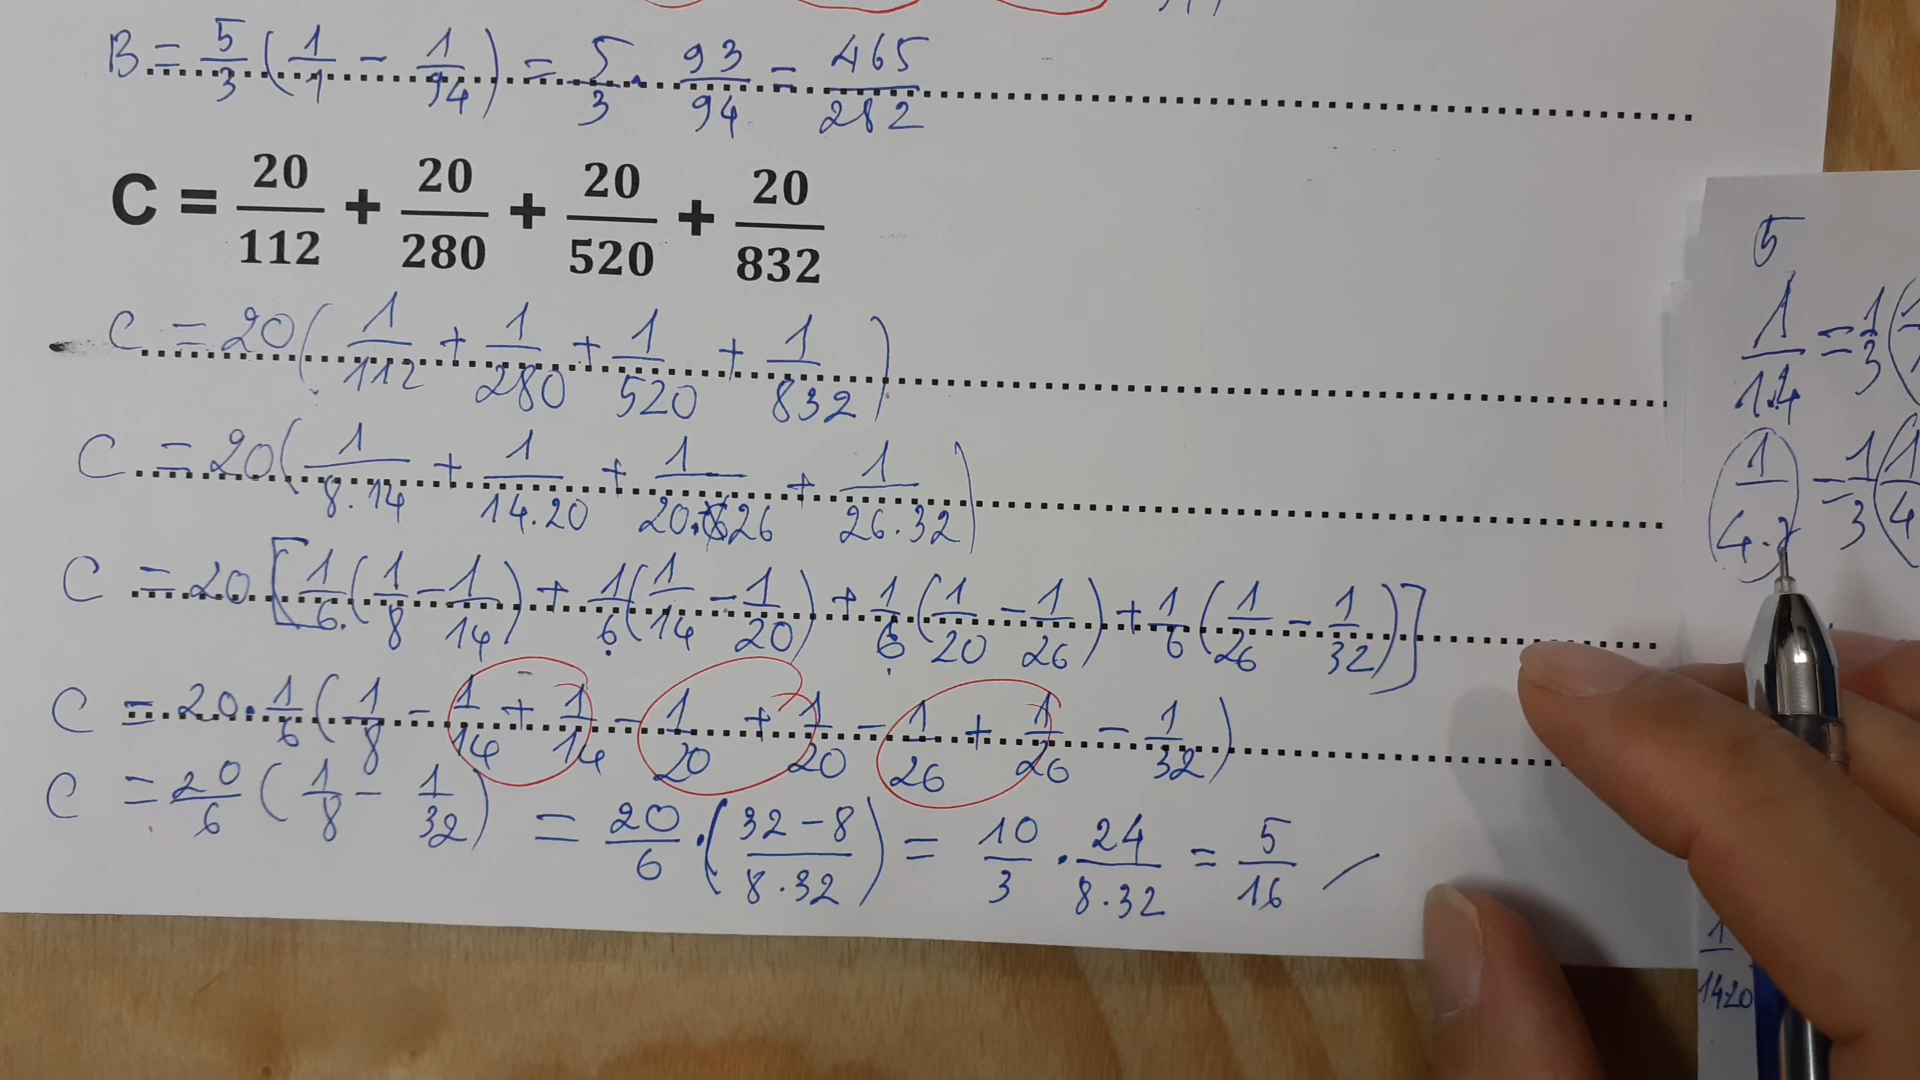 B = 5/3 (1/1 - 1/94) = 5/3 . 93/94 = 465/282
C = 20/112 + 20/280 + 20/520 + 20/832
C = 20 (1/112 + 1/280 + 1/520 + 1/832)
C = 20 (1/8.14 + 1/14.20 + 1/20.26 + 1/26.32)
C = 20 [1/6. (1/8 - 1/14) + 1/6 (1/14 - 1/20) + 1/6 (1/20 - 1/26) + 1/6 (1/26 - 1/32)]
C = 20 . 1/6 (1/8 - 1/14 + 1/14 - 1/20 + 1/20 - 1/26 + 1/26 - 1/32)
C = 20/6 (1/8 - 1/32) = 20/6 . (32-8/8.32) = 10/3 . 24/8.32 = 5/16
5
1/1.4 = 1/3 (
= 1/3 (1/4
1/14.20